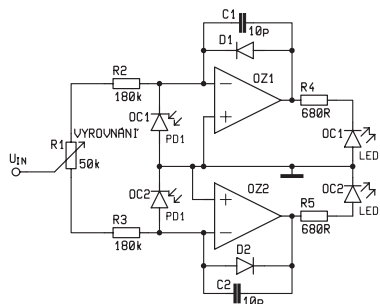 C1
10p
D1
R2
180k
OZ1
R4
680R
VYROVNÁNÍ
R1
50k
OC1
PD1
OC1
LED
UIN
OC2
PD1
OC2
LED
OZ2
R5
680R
R3
180k
D2
C2
10p